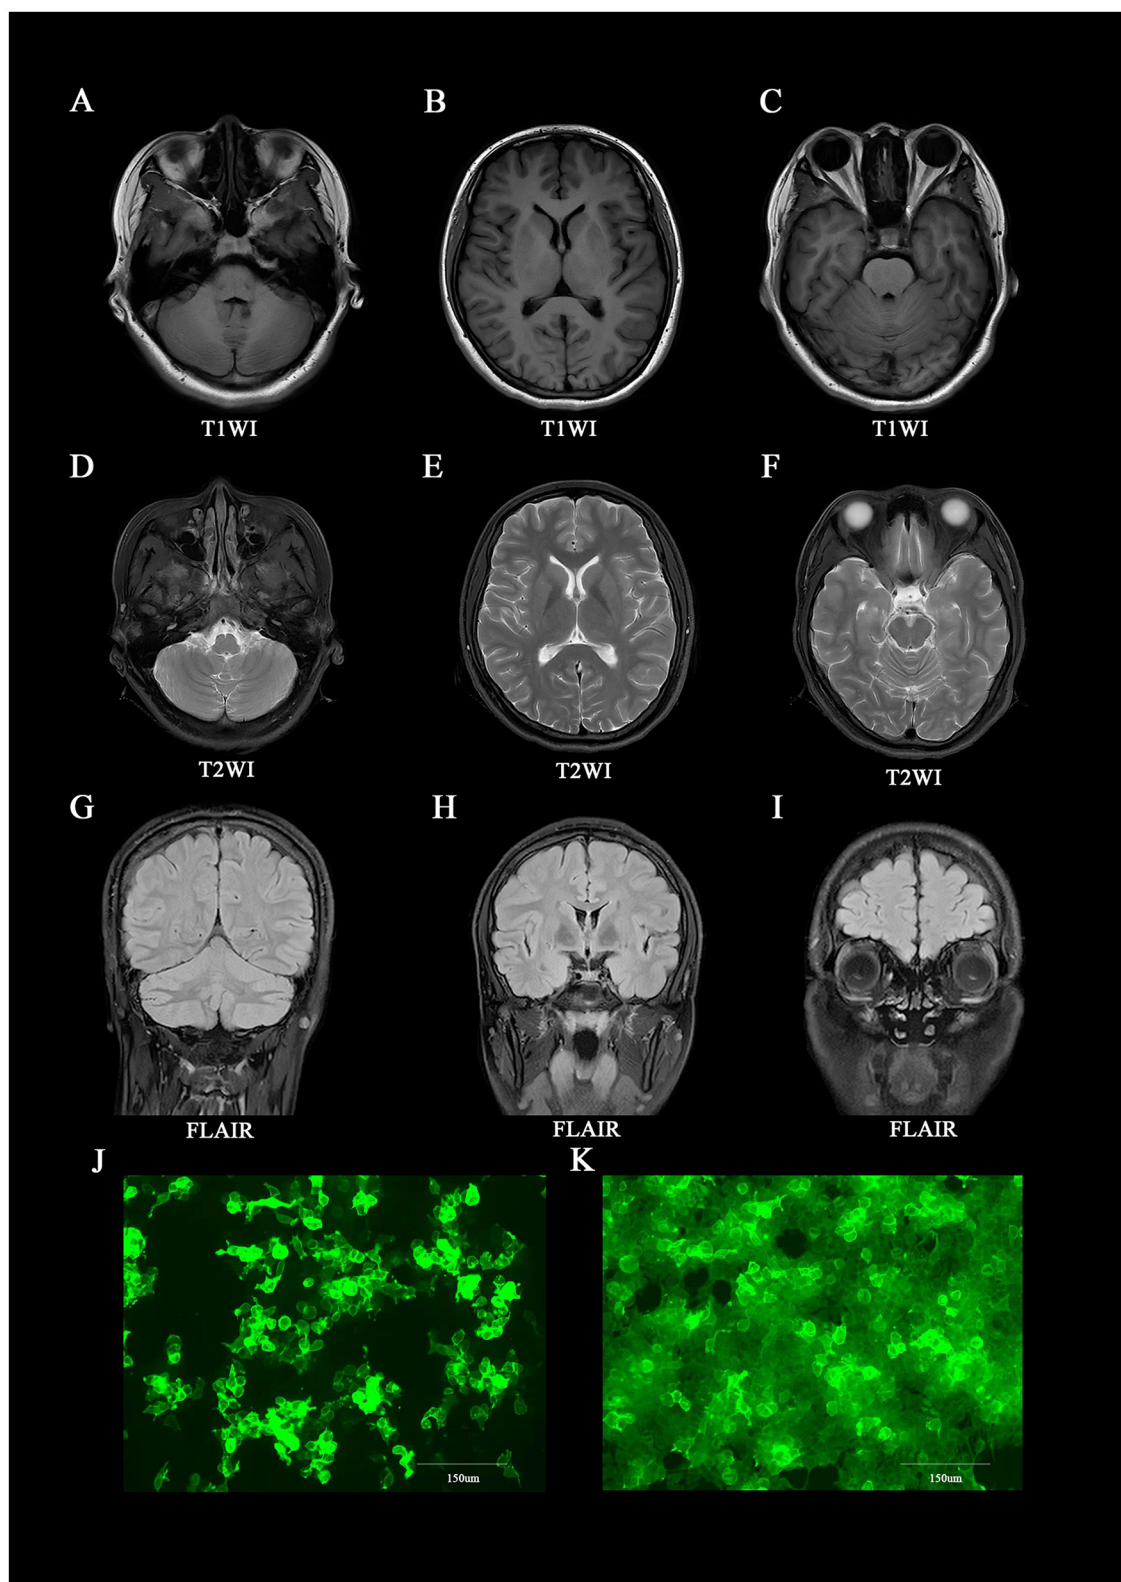 A B C
T1WI T1WI T1WI
D E F
T2WI T2WI T2WI
G H I
FLAIR FLAIR FLAIR
J K
150um 150um